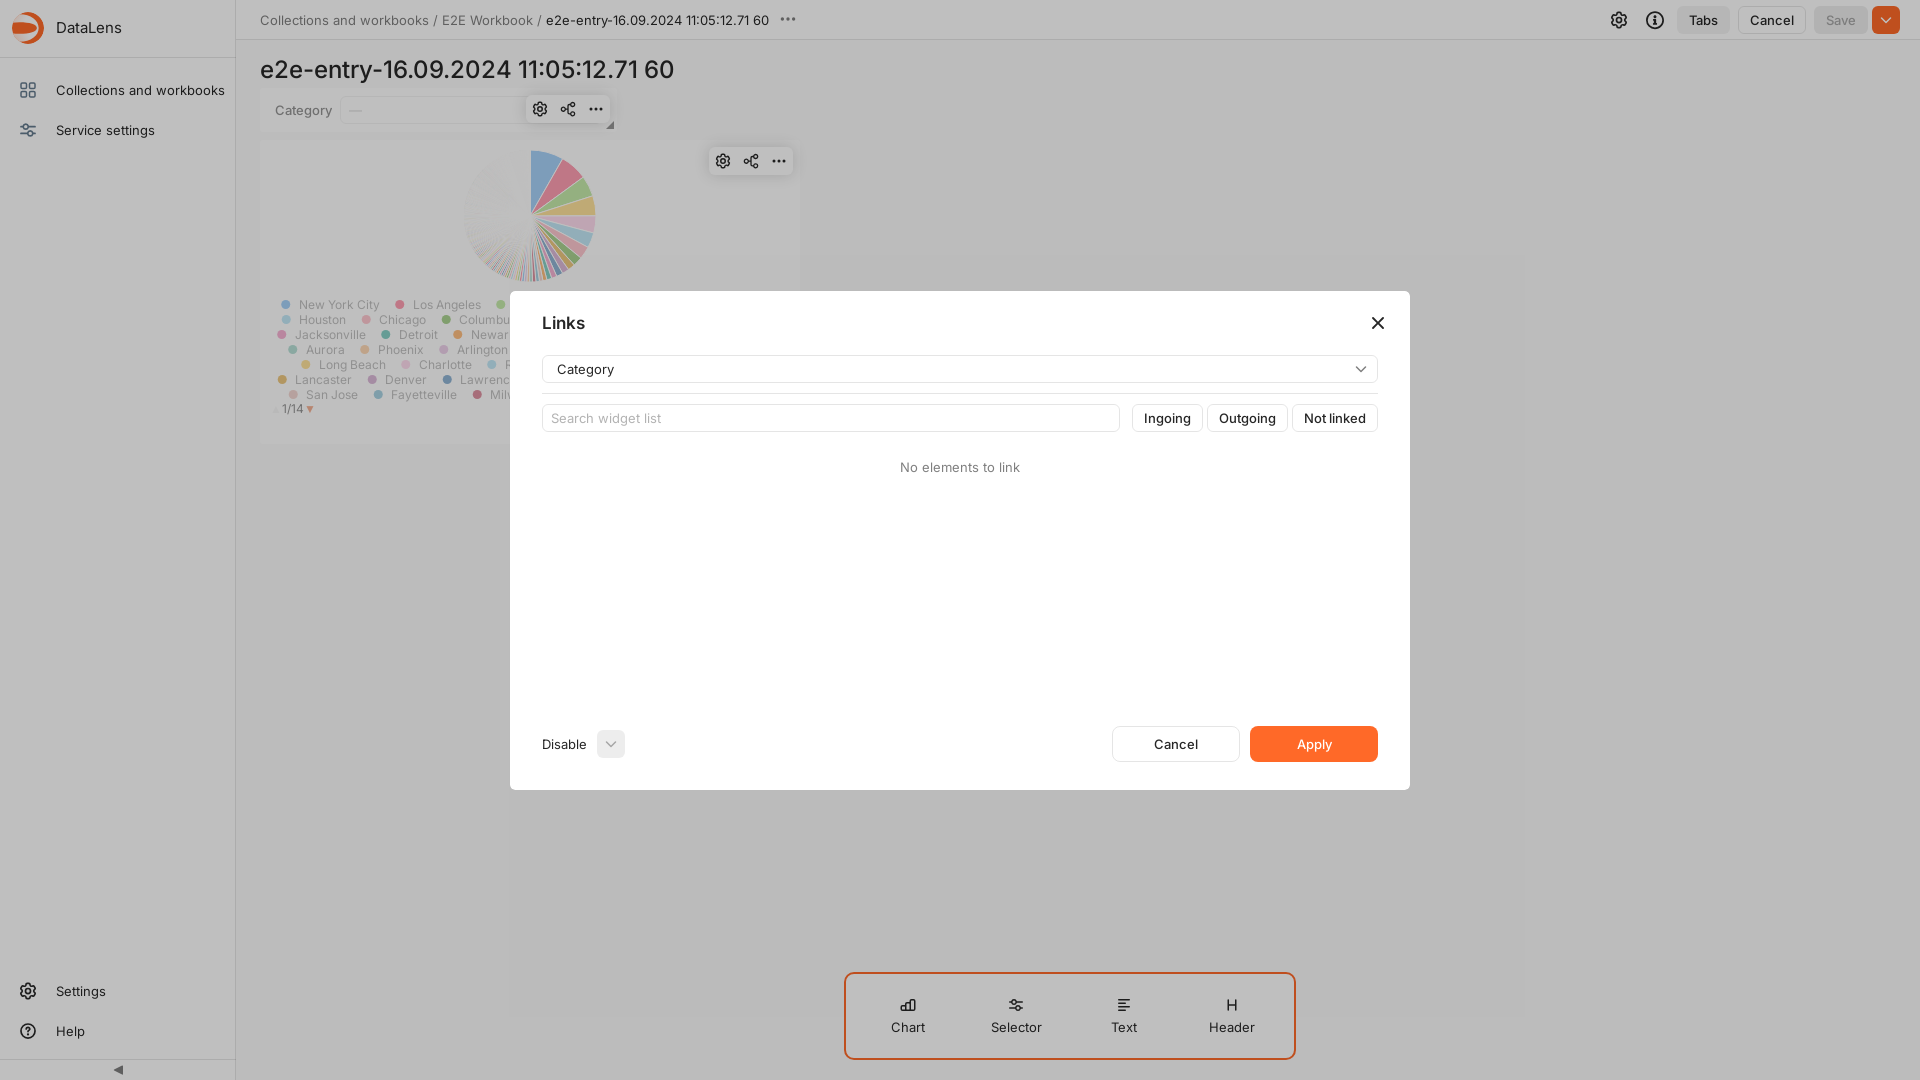 DataLens
Collections and workbooks / E2E Workbook / e2e-entry-16.09.2024 11:05:12.71 60
Tabs
Cancel
Save
Collections and workbooks
Service settings
e2e-entry-16.09.2024 11:05:12.71 60
Category —
New York City Los Angeles
Houston Chicago
Jacksonville Detroit
Aurora Phoenix Arlington
Long Beach Charlotte
Lancaster Denver
San Jose Fayetteville
1/14
Links
Category
Search widget list
Ingoing
Outgoing
Not linked
No elements to link
Disable
Cancel
Apply
Chart
Selector
Text
Header
Settings
Help